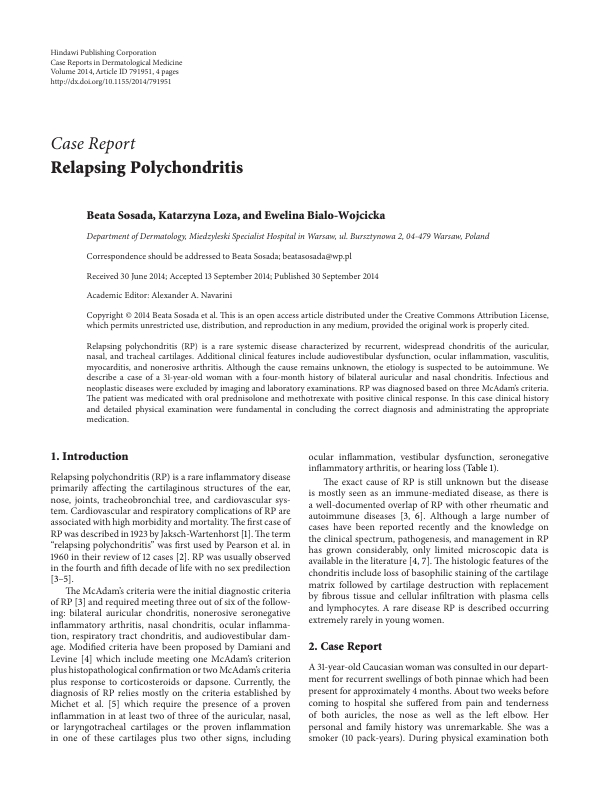 Hindawi Publishing Corporation
Case Reports in Dermatological Medicine
Volume 2014, Article ID 791951, 4 pages
http://dx.doi.org/10.1155/2014/791951
Case Report
Relapsing Polychondritis
Beata Sosada, Katarzyna Loza, and Ewelina Bialo-Wojcicka
Department of Dermatology, Miedzyleski Specialist Hospital in Warsaw, ul. Bursztynowa 2, 04-479 Warsaw, Poland
Correspondence should be addressed to Beata Sosada; beatasosada@wp.pl
Received 30 June 2014; Accepted 13 September 2014; Published 30 September 2014
Academic Editor: Alexander A. Navarini
Copyright © 2014 Beata Sosada et al. This is an open access article distributed under the Creative Commons Attribution License,
which permits unrestricted use, distribution, and reproduction in any medium, provided the original work is properly cited.
Relapsing polychondritis (RP) is a rare systemic disease characterized by recurrent, widespread chondritis of the auricular,
nasal, and tracheal cartilages. Additional clinical features include audiovestibular dysfunction, ocular inflammation, vasculitis,
myocarditis, and nonerosive arthritis. Although the cause remains unknown, the etiology is suspected to be autoimmune. We
describe a case of a 31-year-old woman with a four-month history of bilateral auricular and nasal chondritis. Infectious and
neoplastic diseases were excluded by imaging and laboratory examinations. RP was diagnosed based on three McAdam's criteria.
The patient was medicated with oral prednisolone and methotrexate with positive clinical response. In this case clinical history
and detailed physical examination were fundamental in concluding the correct diagnosis and administrating the appropriate
medication.
1. Introduction
Relapsing polychondritis (RP) is a rare inflammatory disease
primarily affecting the cartilaginous structures of the ear,
nose, joints, tracheobronchial tree, and cardiovascular sys-
tem. Cardiovascular and respiratory complications of RP are
associated with high morbidity and mortality. The first case of
RP was described in 1923 by Jaksch-Wartenhorst [1]. The term
"relapsing polychondritis" was first used by Pearson et al. in
1960 in their review of 12 cases [2]. RP was usually observed
in the fourth and fifth decade of life with no sex predilection
[3–5].
The McAdam's criteria were the initial diagnostic criteria
of RP [3] and required meeting three out of six of the follow-
ing: bilateral auricular chondritis, nonerosive seronegative
inflammatory arthritis, nasal chondritis, ocular inflamma-
tion, respiratory tract chondritis, and audiovestibular dam-
age. Modified criteria have been proposed by Damiani and
Levine [4] which include meeting one McAdam's criterion
plus histopathological confirmation or two McAdam's criteria
plus response to corticosteroids or dapsone. Currently, the
diagnosis of RP relies mostly on the criteria established by
Michet et al. [5] which require the presence of a proven
inflammation in at least two of three of the auricular, nasal,
or laryngotracheal cartilages or the proven inflammation
in one of these cartilages plus two other signs, including
ocular inflammation, vestibular dysfunction, seronegative
inflammatory arthritis, or hearing loss (Table 1).
The exact cause of RP is still unknown but the disease
is mostly seen as an immune-mediated disease, as there is
a well-documented overlap of RP with other rheumatic and
autoimmune diseases [3, 6]. Although a large number of
cases have been reported recently and the knowledge on
the clinical spectrum, pathogenesis, and management in RP
has grown considerably, only limited microscopic data is
available in the literature [4, 7]. The histologic features of the
chondritis include loss of basophilic staining of the cartilage
matrix followed by cartilage destruction with replacement
by fibrous tissue and cellular infiltration with plasma cells
and lymphocytes. A rare disease RP is described occurring
extremely rarely in young women.
2. Case Report
A 31-year-old Caucasian woman was consulted in our depart-
ment for recurrent swellings of both pinnae which had been
present for approximately 4 months. About two weeks before
coming to hospital she suffered from pain and tenderness
of both auricles, the nose as well as the left elbow. Her
personal and family history was unremarkable. She was a
smoker (10 pack-years). During physical examination both